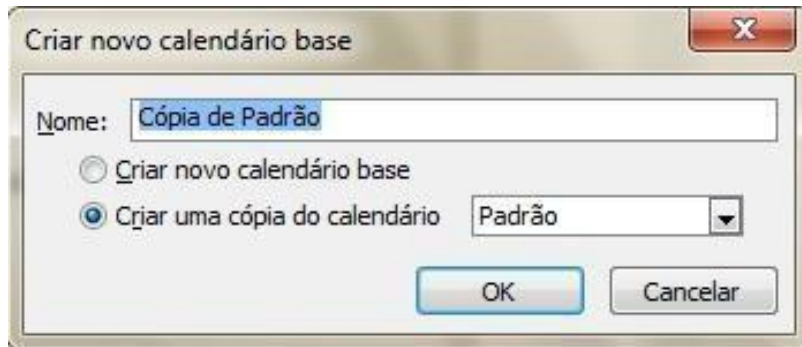 Criar novo calendário base
Nome: Cópia de Padrão
Criar novo calendário base
Criar uma cópia do calendário Padrão
OK Cancelar